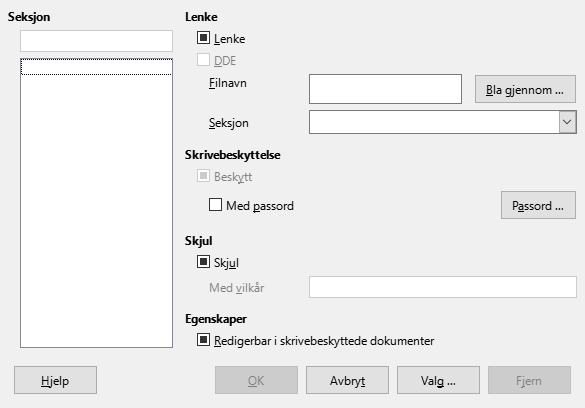 Seksjon
Lenke
Lenke
DDE
Filnavn
Bla gjennom ...
Seksjon
Skrivebeskyttelse
Beskytt
Med passord
Passord ...
Skjul
Skjul
Med vilkår
Egenskaper
Redigerbar i skrivebeskyttede dokumenter
Hjelp
OK
Avbryt
Valg ...
Fjern